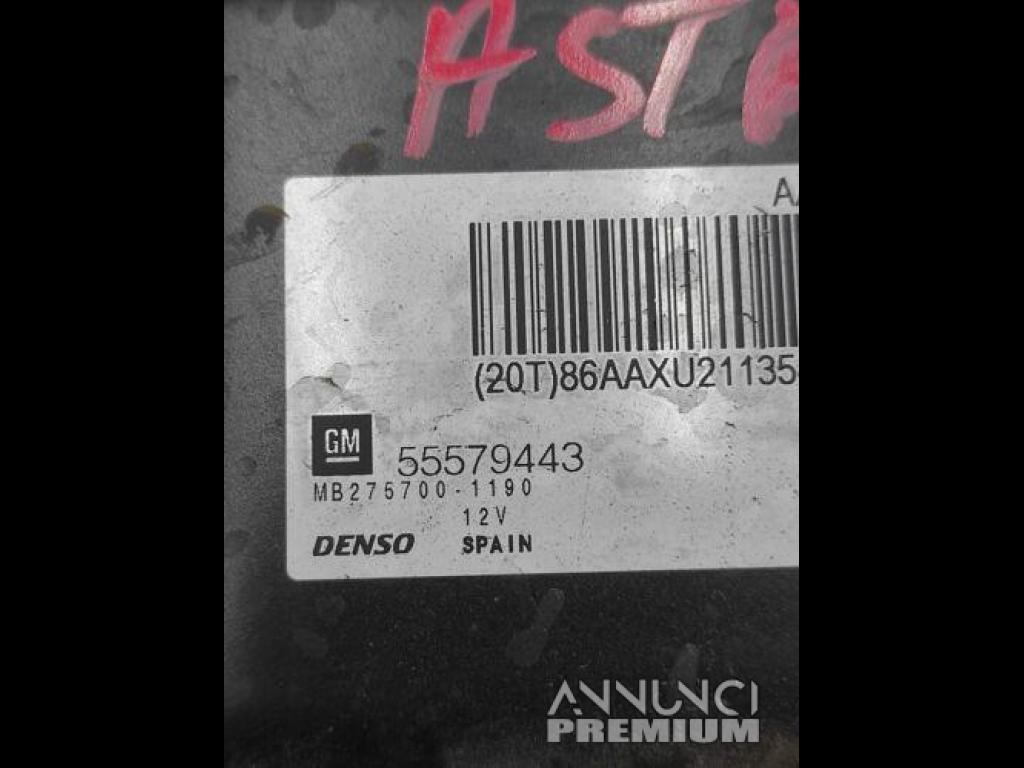 AST
(20T)86AAXU21135
GM
55579443
MB275700-1190
12V
DENSO SPAIN
ANNUNCI
PREMIUM